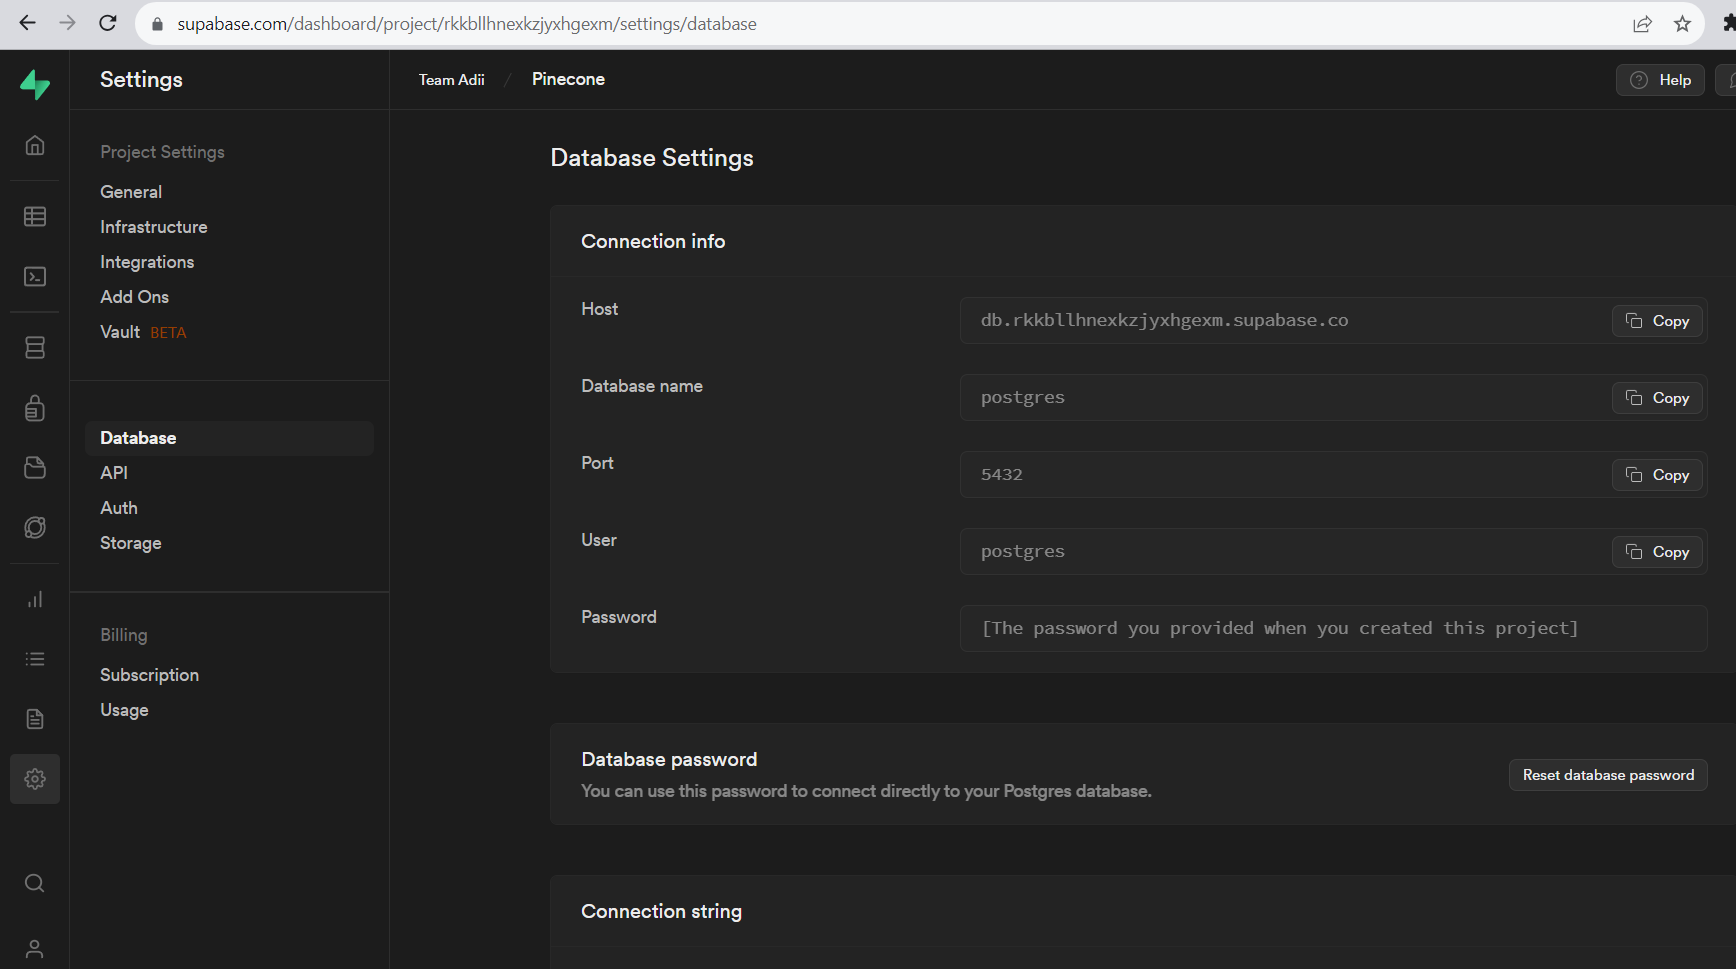 supabase.com/dashboard/project/rkkbllhnexkzjyxhgexm/settings/database
Settings
Team Adii / Pinecone
Help
Project Settings
General
Infrastructure
Integrations
Add Ons
Vault BETA
Database
API
Auth
Storage
Billing
Subscription
Usage
Database Settings
Connection info
Host
db.rkkbllhnexkzjyxhgexm.supabase.co
Copy
Database name
postgres
Copy
Port
5432
Copy
User
postgres
Copy
Password
[The password you provided when you created this project]
Database password
You can use this password to connect directly to your Postgres database.
Reset database password
Connection string